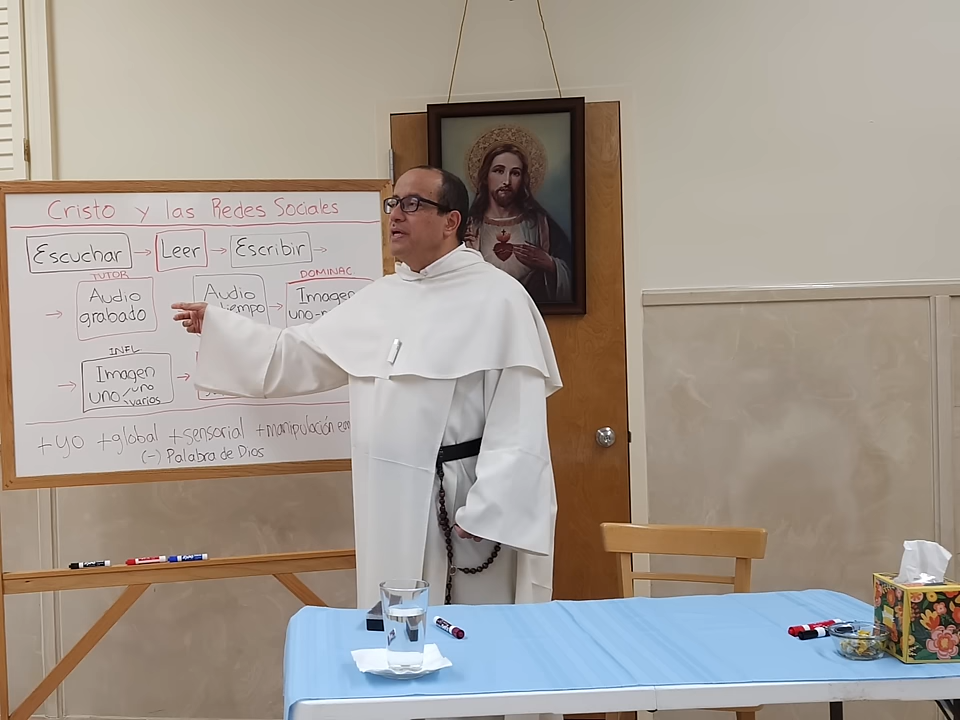 Cristo y las Redes Sociales
Escuchar → Leer → Escribir →
TUTOR
DOMINAC
→ Audio grabado
Audio
Imagen
INFL
→ Imagen →
uno uno
varios
+yo +global +sensorial +manipulación
(-) Palabra de Dios